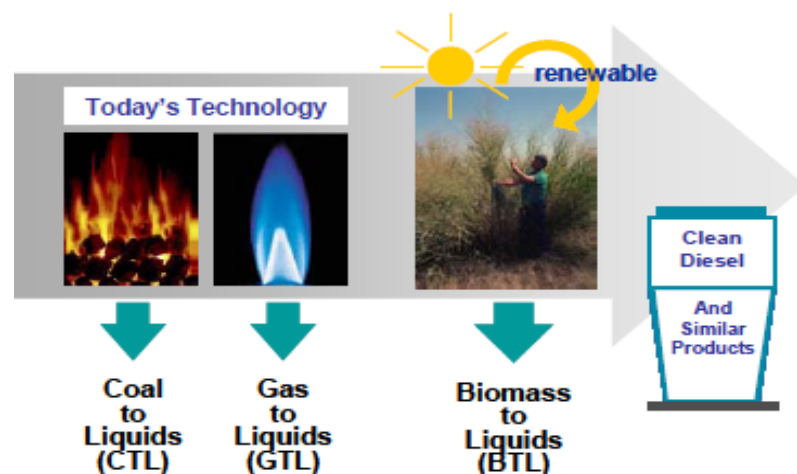 renewable
Today's Technology
Clean
Diesel
And
Similar
Products
Coal
to
Liquids
(CTL)
Gas
to
Liquids
(GTL)
Biomass
to
Liquids
(BTL)